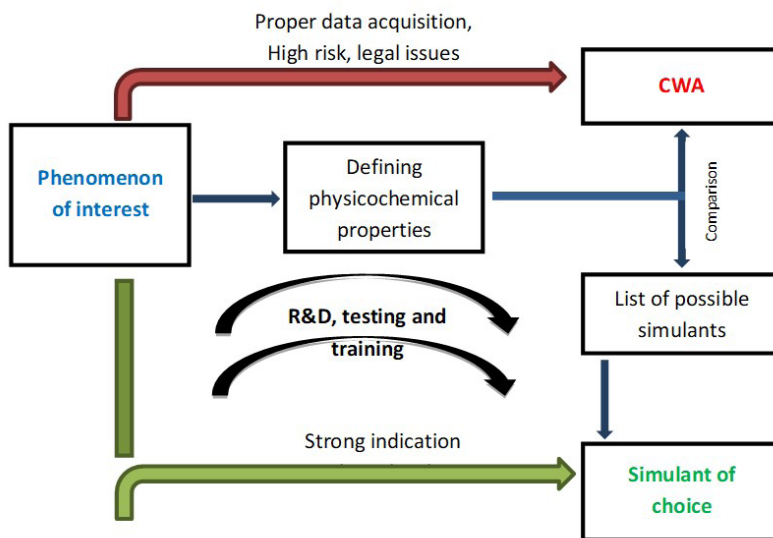 Proper data acquisition,
High risk, legal issues
CWA
Phenomenon
of interest
Defining
physicochemical
properties
Comparison
List of possible
simulants
R&D, testing and
training
Strong indication
Simulant of
choice